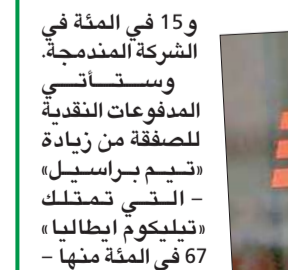 و15 في المئة في
الشركة المندمجة.
وستأتي
المدفوعات النقدية
للصفقة من زيادة
«تيم براسيل»
– التي تمتلك
«تيليكوم ايطاليا»
67 في المئة منها –